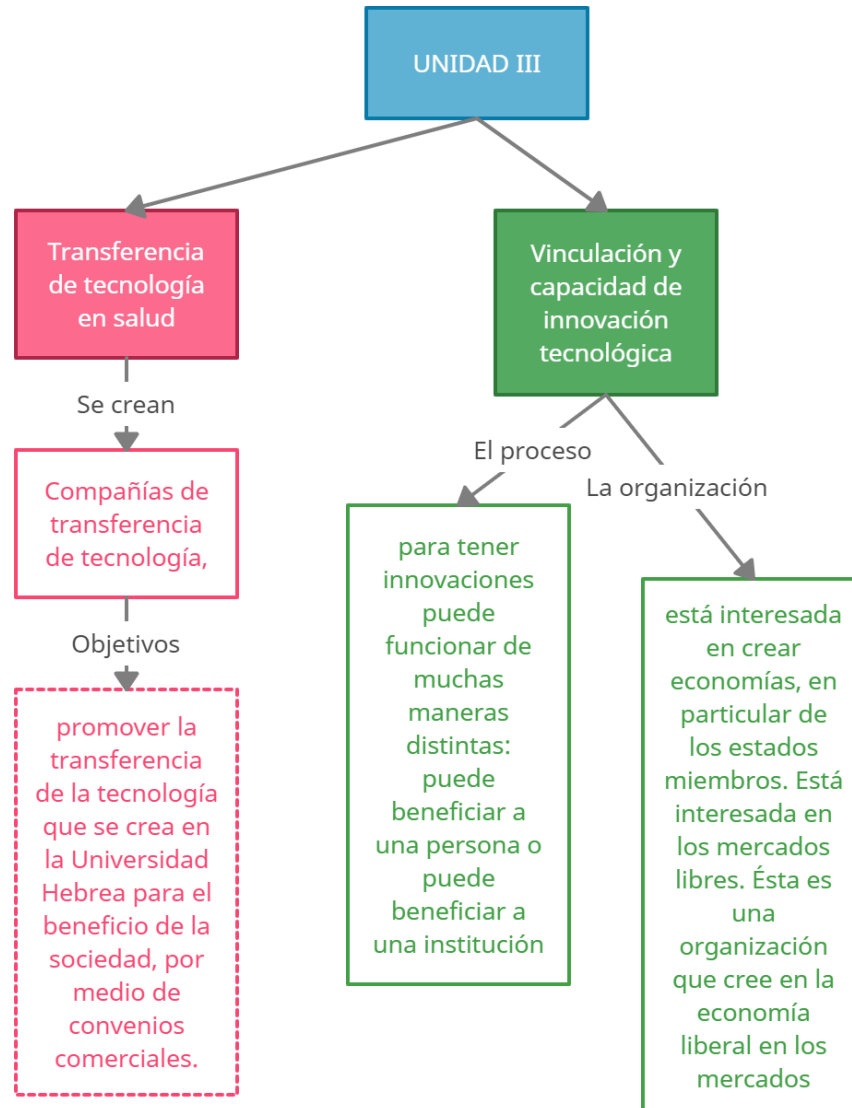 UNIDAD III
Transferencia
de tecnología
en salud
Se crean
Compañías de
transferencia
de tecnología,
Objetivos
promover la
transferencia
de la tecnología
que se crea en
la Universidad
Hebrea para el
beneficio de la
sociedad, por
medio de
convenios
comerciales.
Vinculación y
capacidad de
innovación
tecnológica
El proceso
para tener
innovaciones
puede
funcionar de
muchas
maneras
distintas:
puede
beneficiar a
una persona o
puede
beneficiar a
una institución
La organización
está interesada
en crear
economías, en
particular de
los estados
miembros. Está
interesada en
los mercados
libres. Ésta es
una
organización
que cree en la
economía
liberal en los
mercados